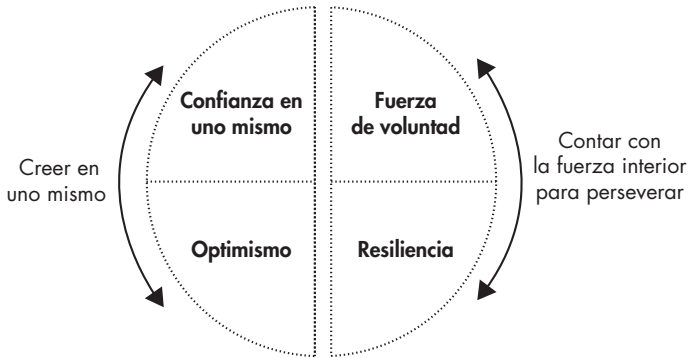 Confianza en
uno mismo
Fuerza
de voluntad
Creer en
uno mismo
Contar con
la fuerza interior
para perseverar
Optimismo
Resiliencia